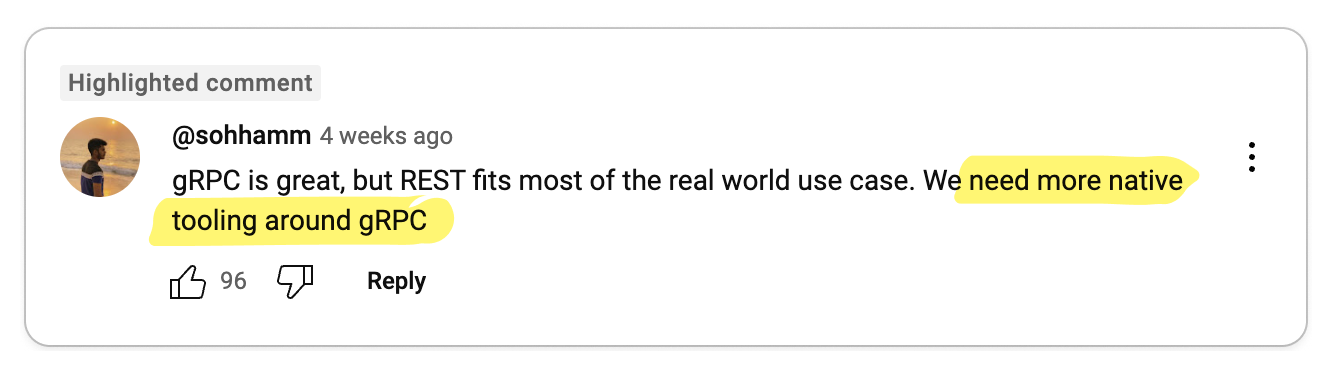 Highlighted comment
@sohhamm 4 weeks ago
gRPC is great, but REST fits most of the real world use case. We need more native
tooling around gRPC
96 Reply